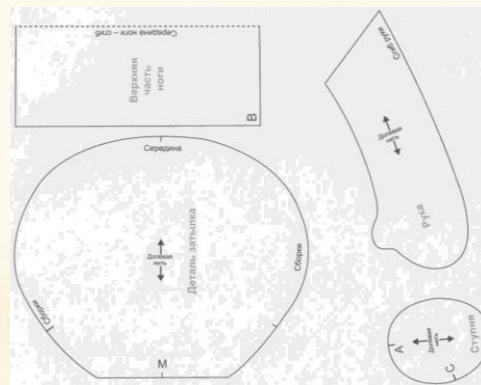 Середина ноги – сгиб
Верхняя
часть
ноги
B
Середина
Долевая
нить
Деталь затылка
Сборки
Сборки
M
Сгиб руки
Долевая
нить
Рука
A
Долевая
нить
C
Ступня